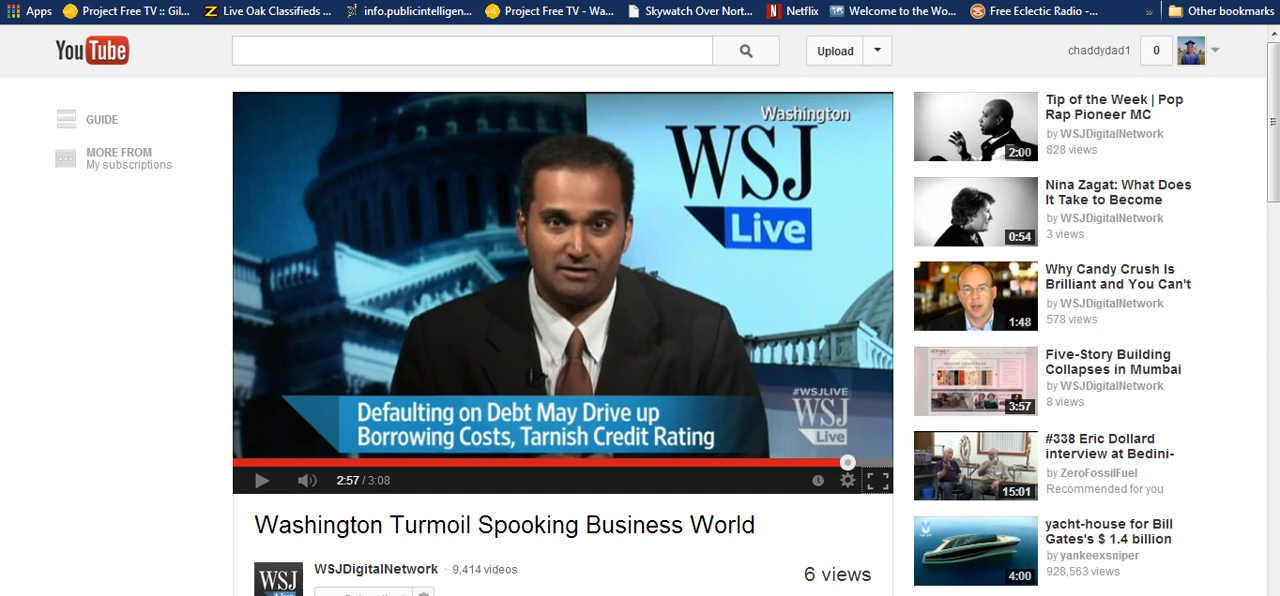 Apps
Project Free TV :: Gil...
Live Oak Classifieds ...
info.publicintelligen...
Project Free TV - Wa...
Skywatch Over Nort...
Netflix
Welcome to the Wo...
Free Eclectic Radio -...
»
Other bookmarks
YouTube
Upload
chaddydad1
0
GUIDE
MORE FROM
My subscriptions
Washington
WSJ
Live
#WSJLIVE
WSJ
Live
Defaulting on Debt May Drive up
Borrowing Costs, Tarnish Credit Rating
2:57 / 3:08
Washington Turmoil Spooking Business World
WSJ
Live
WSJDigitalNetwork · 9,414 videos
6 views
2:00
Tip of the Week | Pop
Rap Pioneer MC
by WSJDigitalNetwork
828 views
0:54
Nina Zagat: What Does
It Take to Become
by WSJDigitalNetwork
3 views
1:48
Why Candy Crush Is
Brilliant and You Can't
by WSJDigitalNetwork
578 views
3:57
Five-Story Building
Collapses in Mumbai
by WSJDigitalNetwork
8 views
15:01
#338 Eric Dollard
interview at Bedini-
by ZeroFossilFuel
Recommended for you
4:00
yacht-house for Bill
Gates's $ 1.4 billion
by yankeexsniper
928,563 views